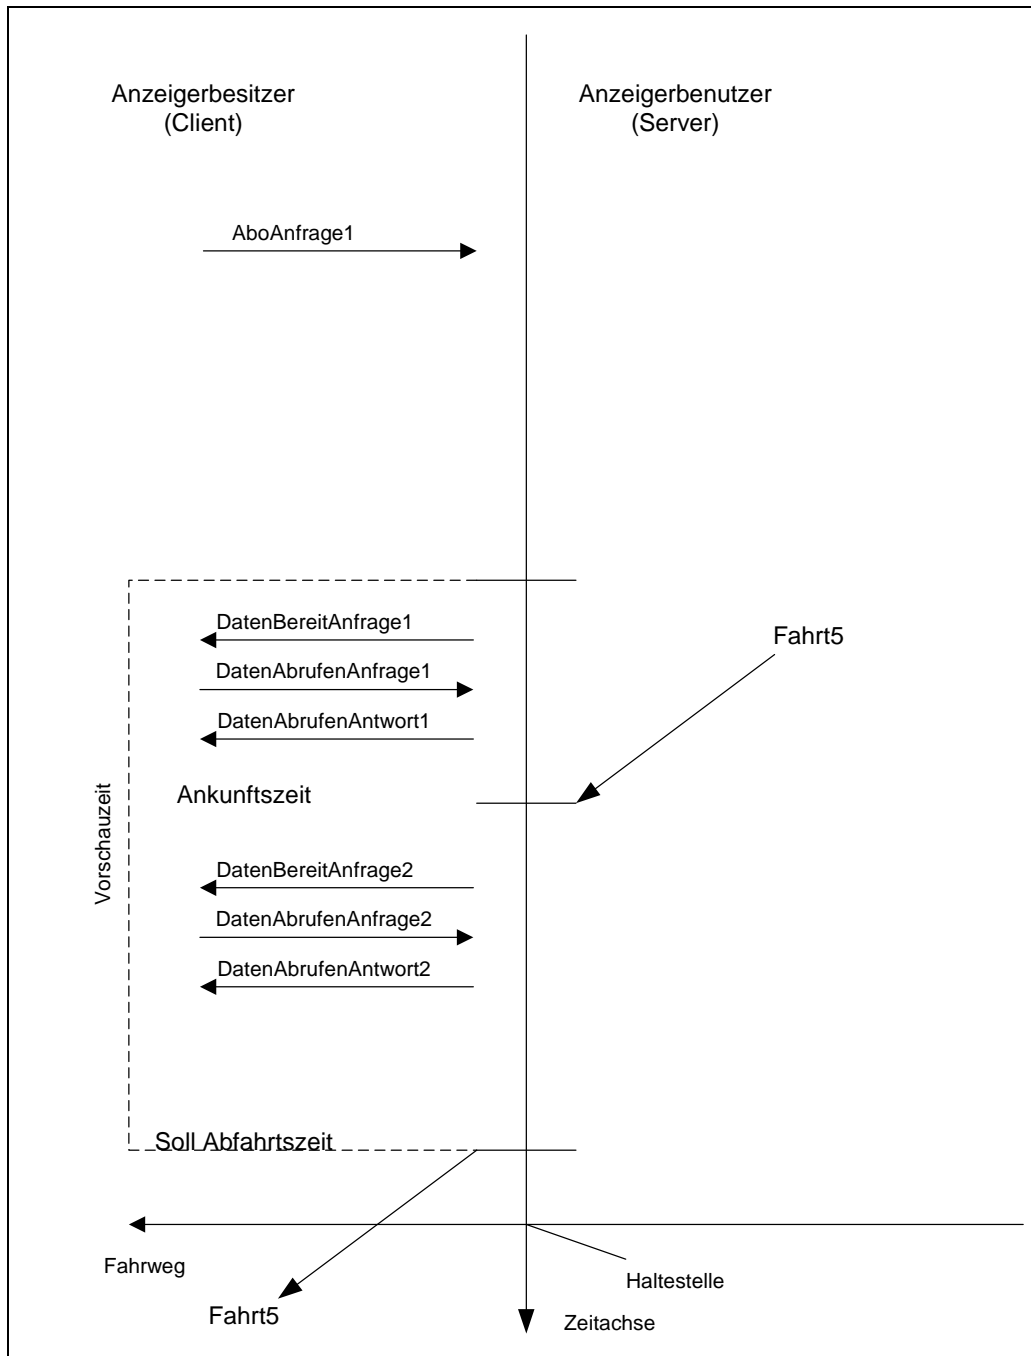 Anzeigerbesitzer
(Client)
Anzeigerbenutzer
(Server)
AboAnfrage1
DatenBereitAnfrage1
Fahrt5
DatenAbrufenAnfrage1
DatenAbrufenAntwort1
Ankunftszeit
Vorschauzeit
DatenBereitAnfrage2
DatenAbrufenAnfrage2
DatenAbrufenAntwort2
Soll Abfahrtszeit
Fahrweg
Haltestelle
Fahrt5
Zeitachse